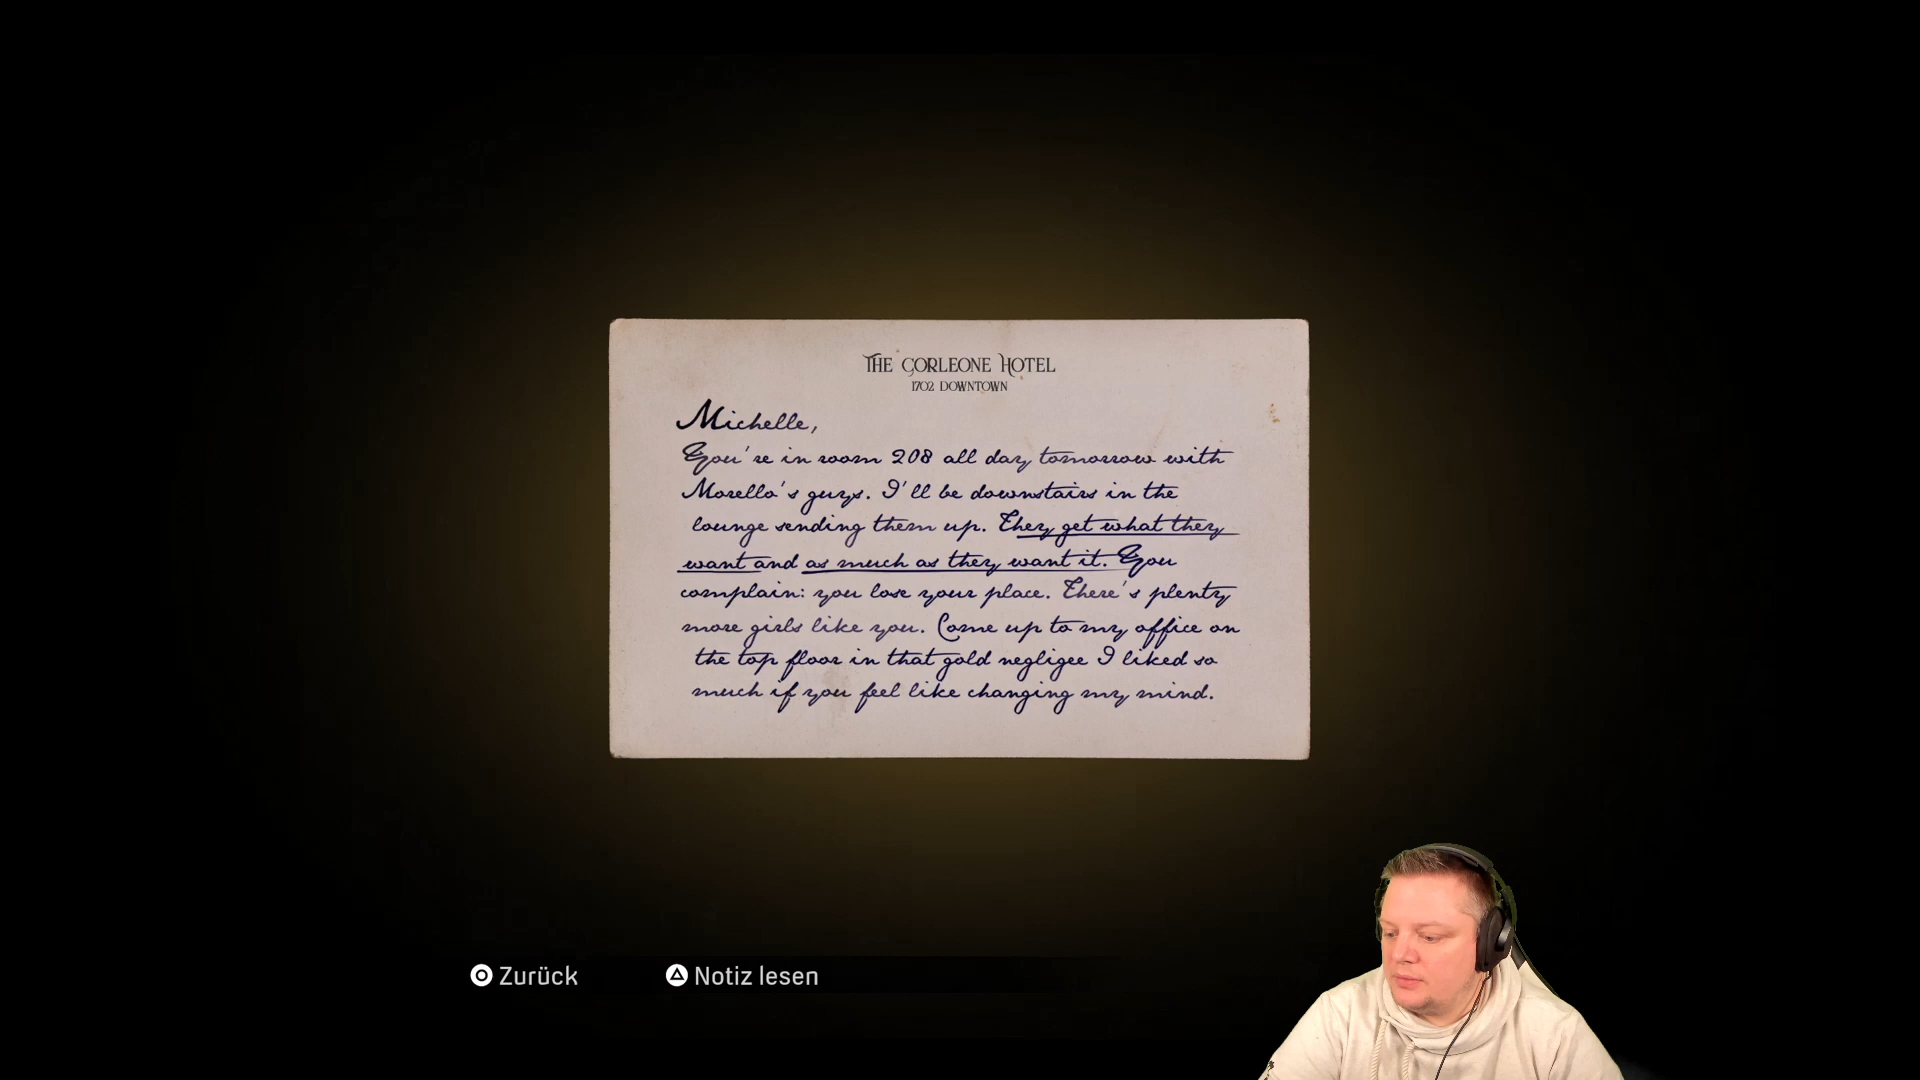 THE CORLEONE HOTEL
1702 DOWNTOWN
Michelle,
You're in room 208 all day tomorrow with
Morello's guys. I'll be downstairs in the
lounge sending them up. They get what they
want and as much as they want it. You
complain: you lose your place. There's plenty
more girls like you. Come up to my office on
the top floor in that gold negligee I liked so
much if you feel like changing my mind.
Zurück
Notiz lesen